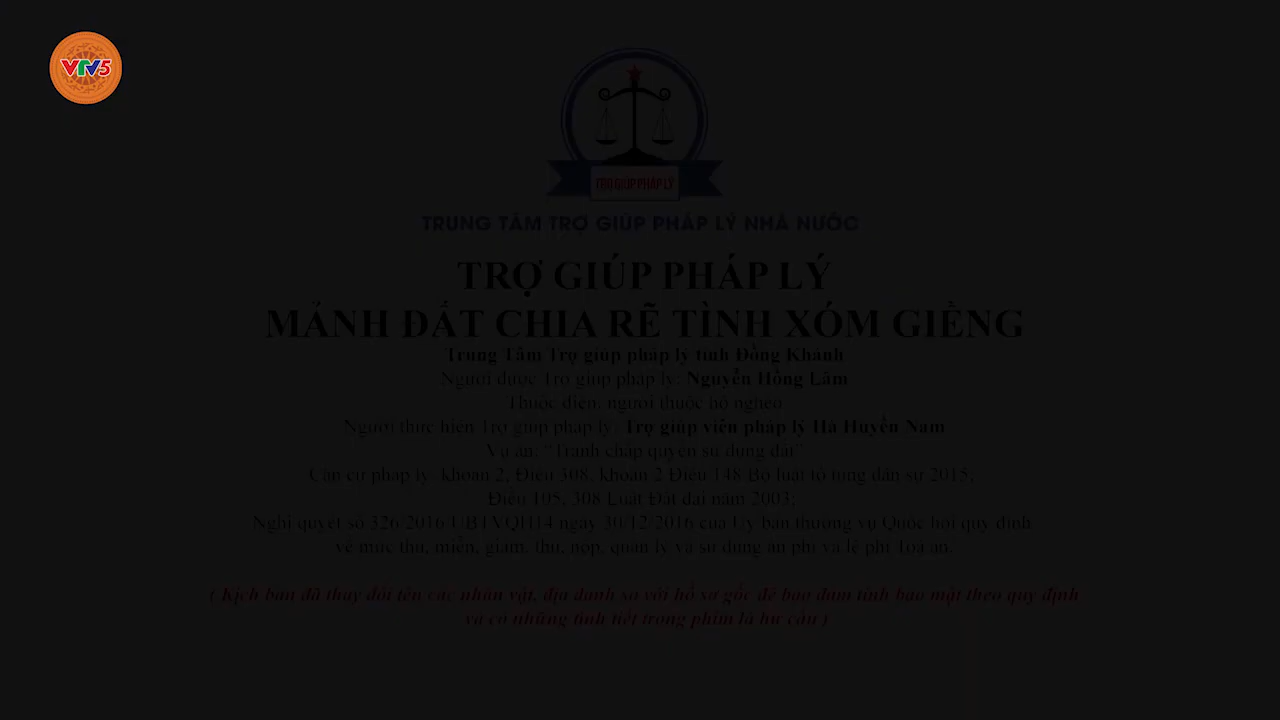 VTV5
TRỢ GIÚP PHÁP LÝ
TRUNG TÂM TRỢ GIÚP PHÁP LÝ NHÀ NƯỚC
TRỢ GIÚP PHÁP LÝ
MẢNH ĐẤT CHIA RẼ TÌNH XÓM GIỀNG
Trung Tâm Trợ giúp pháp lý tỉnh Đồng Khánh
Người được Trợ giúp pháp lý: Nguyễn Hồng Lãm
Thuộc diện: người thuộc hộ nghèo
Người thực hiện Trợ giúp pháp lý: Trợ giúp viên pháp lý Hà Huyền Nam
Vụ án: “Tranh chấp quyền sử dụng đất”
Căn cứ pháp lý: khoản 2, Điều 308, khoản 2 Điều 148 Bộ luật tố tụng dân sự 2015;
Điều 105, 308 Luật Đất đai năm 2003;
Nghị quyết số 326/2016/UBTVQH14 ngày 30/12/2016 của Ủy ban thường vụ Quốc hội quy định
về mức thu, miễn, giảm, thu, nộp, quản lý và sử dụng án phí và lệ phí Tòa án.
( Kịch bản đã thay đổi tên các nhân vật, địa danh so với hồ sơ gốc để bảo đảm tính bảo mật theo quy định
và có những tình tiết trong phim là hư cấu )